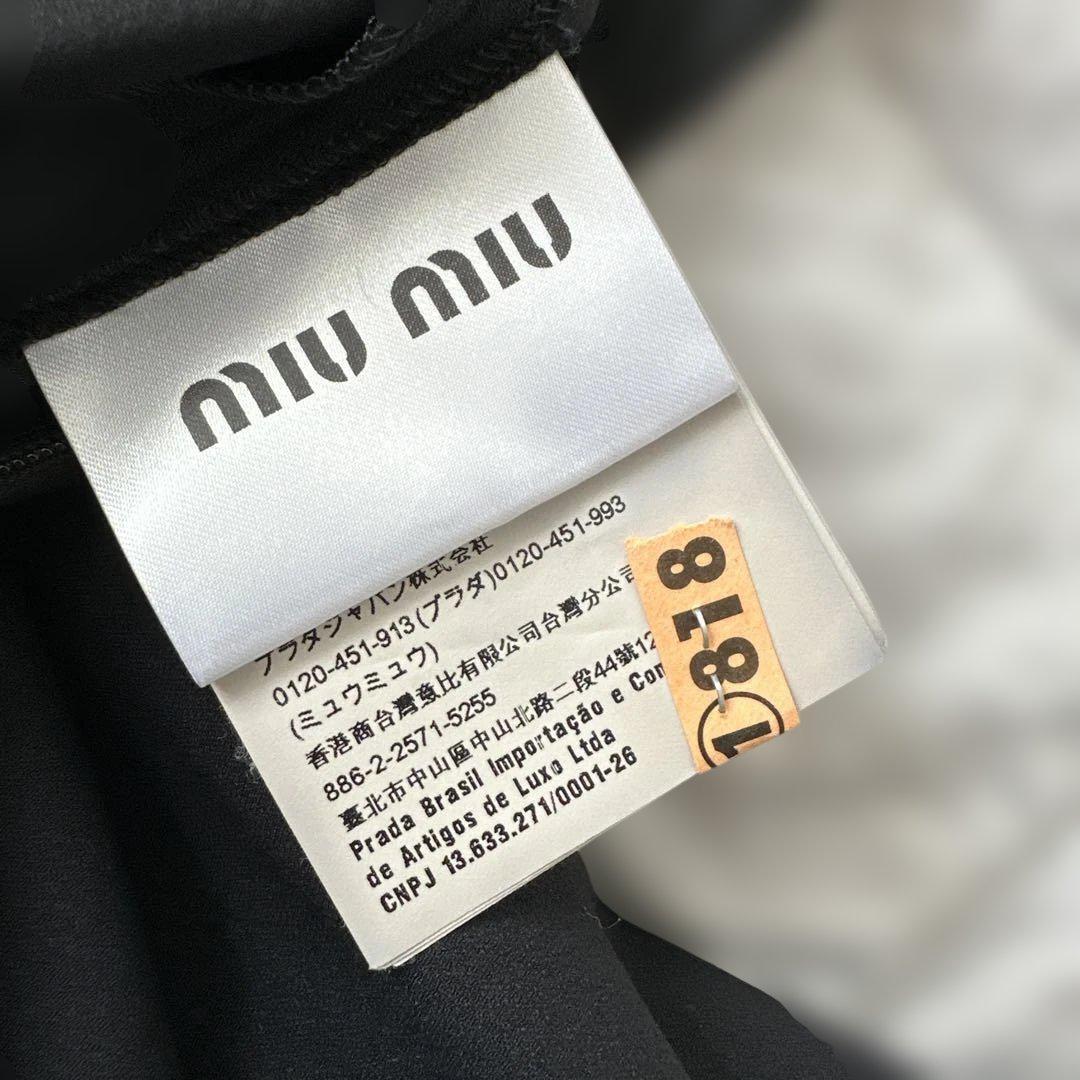 MIU MIU
プラダジャパン株式会社
0120-451-913(プラダ)0120-451-993
(ミュウミュウ)
香港商台灣意比有限公司台灣分公司
886-2-2571-5255
臺北市中山區中山北路二段44號12
Prada Brasil Importação e Com
de Artigos de Luxo Ltda
CNPJ 13.633.271/0001-26
1 818